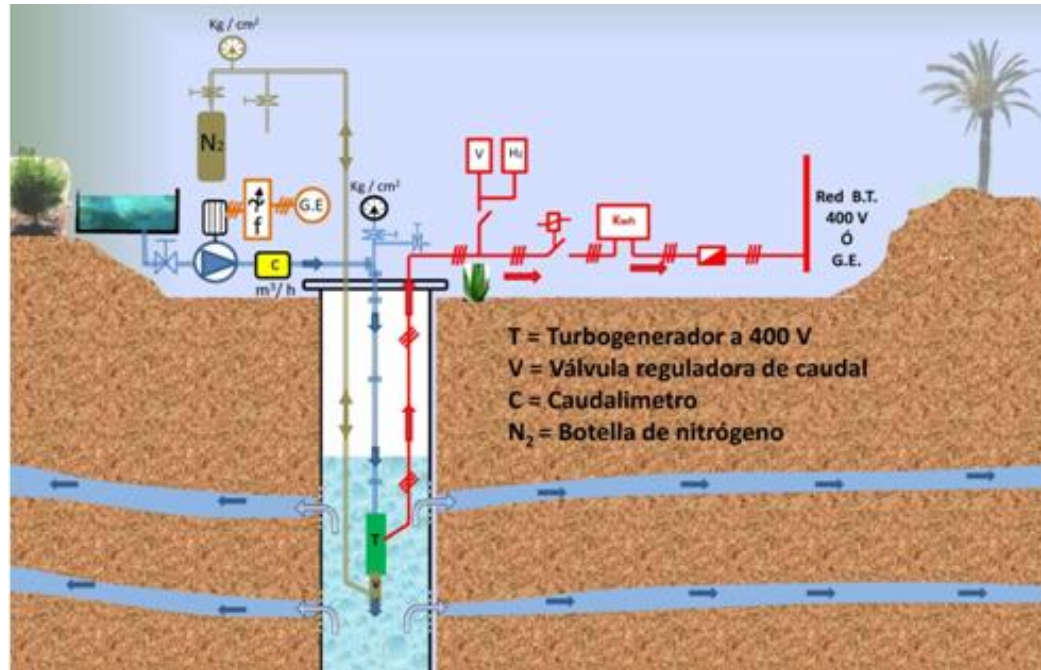 Kg / cm²
N₂
Kg / cm²
G.E
f
C
m³/ h
V
Hz
Kwh
Red B.T.
400 V
Ó
G.E.
T = Turbogenerador a 400 V
V = Válvula reguladora de caudal
C = Caudalimetro
N₂ = Botella de nitrógeno
T